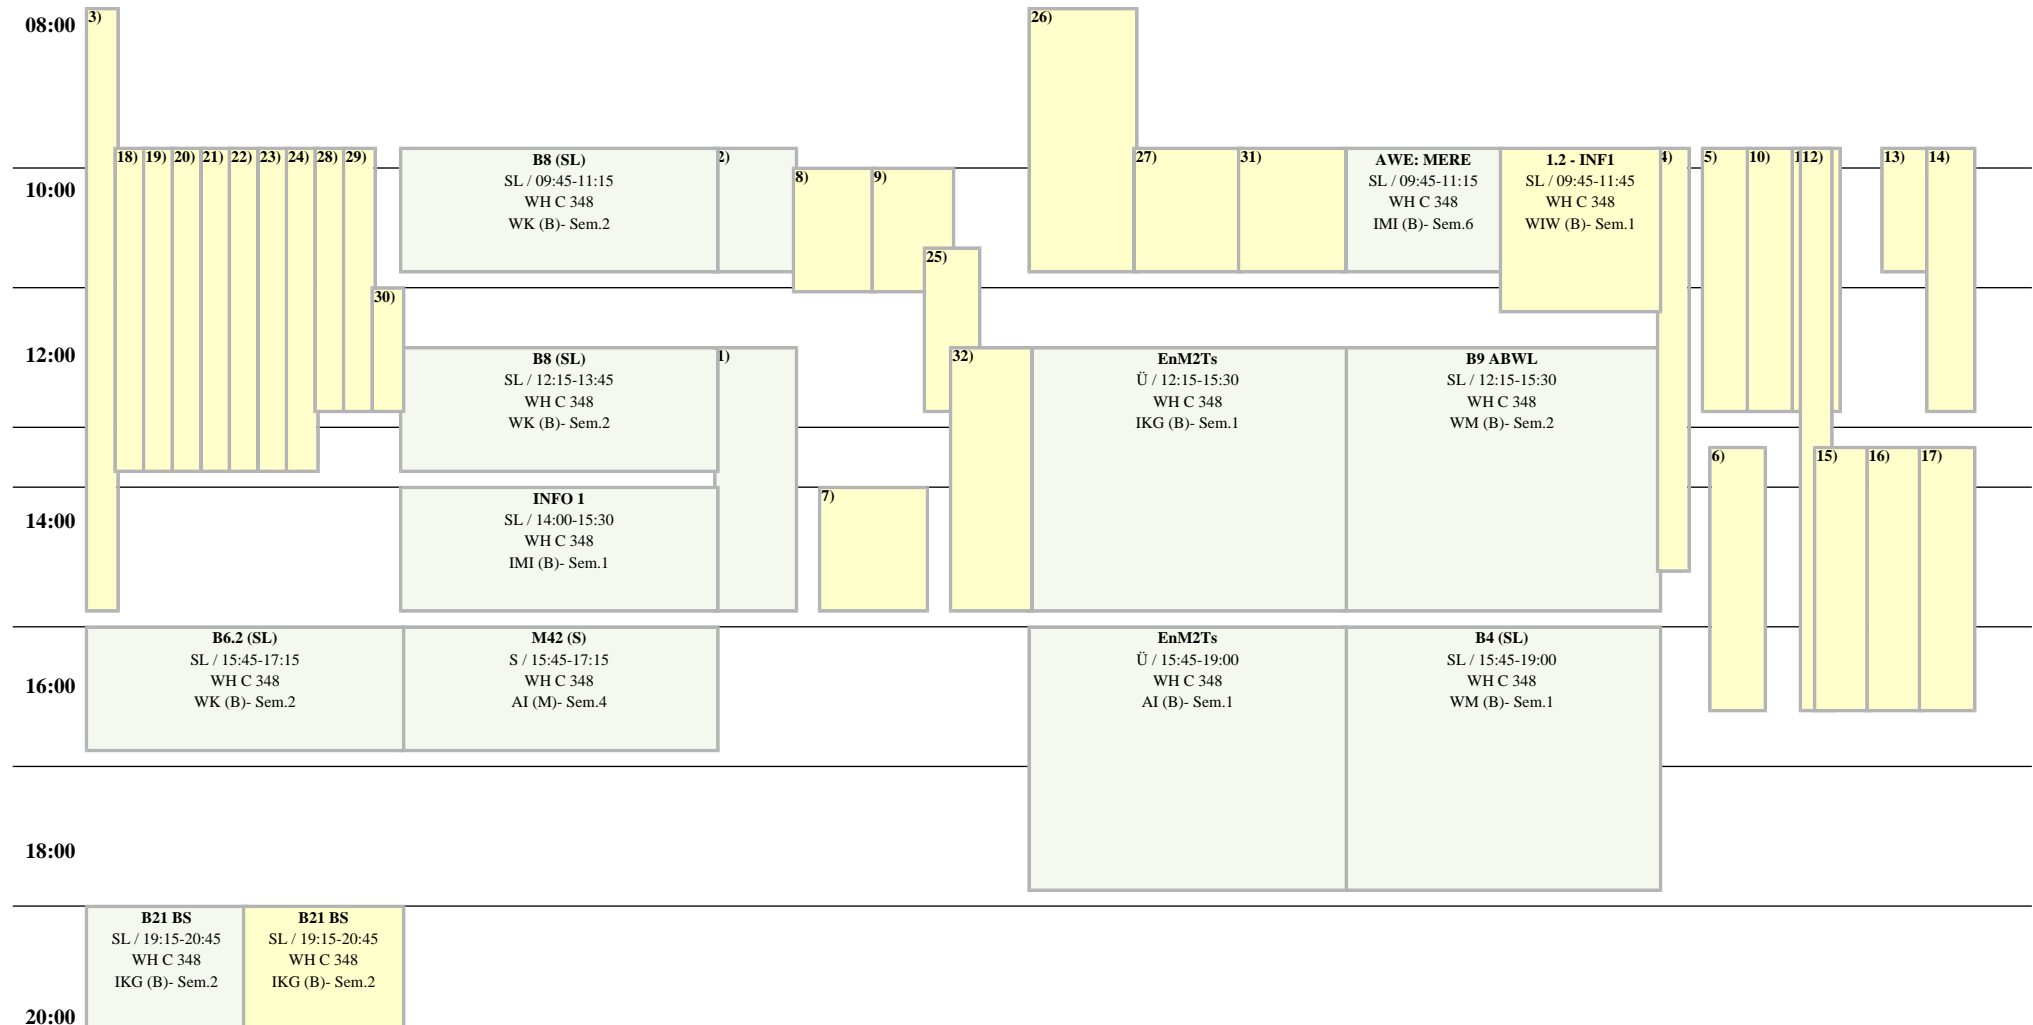 08:00
3)
26)
18) 19) 20) 21) 22) 23) 24) 28) 29)
B8 (SL)
SL / 09:45-11:15
WH C 348
WK (B)- Sem.2
2)
8)
9)
27)
31)
AWE: MERE
SL / 09:45-11:15
WH C 348
IMI (B)- Sem.6
1.2 - INF1
SL / 09:45-11:45
WH C 348
WIW (B)- Sem.1
4)
5)
10)
12)
13)
14)
10:00
25)
30)
12:00
B8 (SL)
SL / 12:15-13:45
WH C 348
WK (B)- Sem.2
1)
32)
EnM2Ts
Ü / 12:15-15:30
WH C 348
IKG (B)- Sem.1
B9 ABWL
SL / 12:15-15:30
WH C 348
WM (B)- Sem.2
6)
15)
16)
17)
14:00
INFO 1
SL / 14:00-15:30
WH C 348
IMI (B)- Sem.1
7)
B6.2 (SL)
SL / 15:45-17:15
WH C 348
WK (B)- Sem.2
M42 (S)
S / 15:45-17:15
WH C 348
AI (M)- Sem.4
EnM2Ts
Ü / 15:45-19:00
WH C 348
AI (B)- Sem.1
B4 (SL)
SL / 15:45-19:00
WH C 348
WM (B)- Sem.1
16:00
18:00
B21 BS
SL / 19:15-20:45
WH C 348
IKG (B)- Sem.2
B21 BS
SL / 19:15-20:45
WH C 348
IKG (B)- Sem.2
20:00